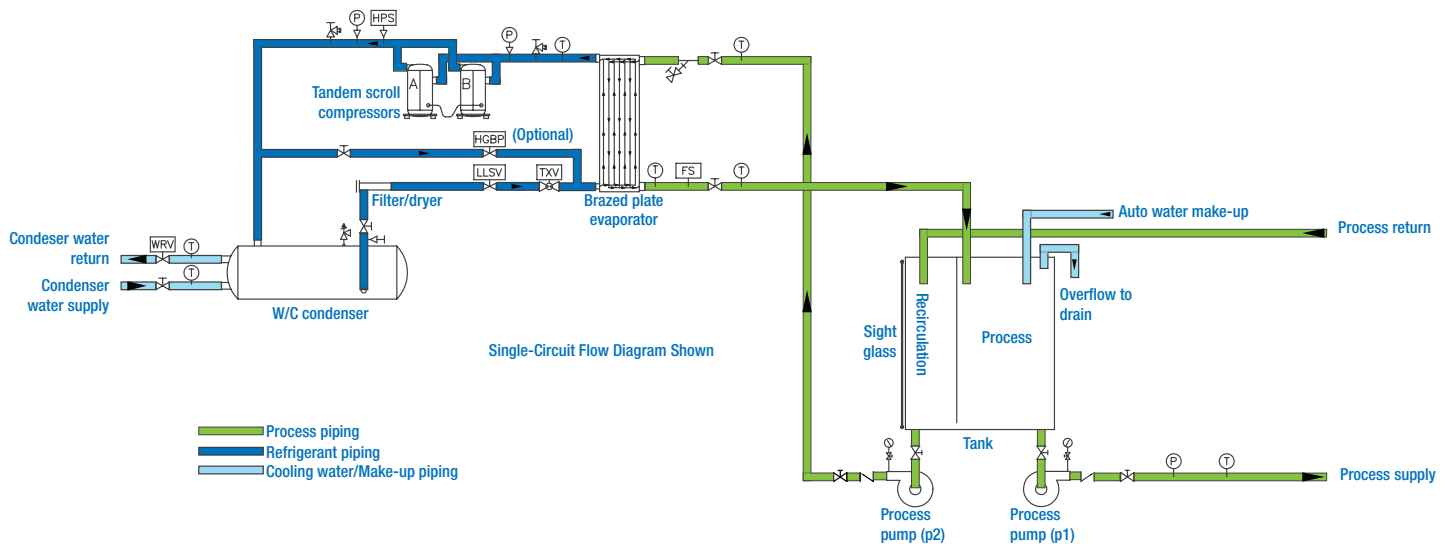 P
HPS
P
T
T
A
B
Tandem scroll
compressors
(Optional)
HGBP
LLSV
TXV
T
FS
T
Filter/dryer
Brazed plate
evaporator
Auto water make-up
Process return
Condeser water
return
WRV
T
T
Condenser
water supply
W/C condenser
Overflow to
drain
Sight
glass
Recirculation
Process
Single-Circuit Flow Diagram Shown
Process piping
Refrigerant piping
Cooling water/Make-up piping
Tank
P
T
Process supply
Process
pump (p2)
Process
pump (p1)